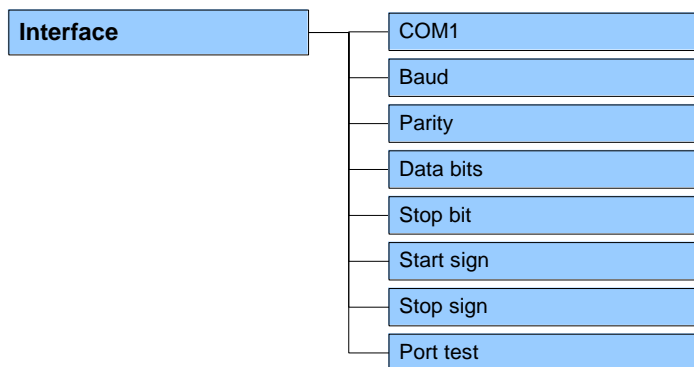 Interface
COM1
Baud
Parity
Data bits
Stop bit
Start sign
Stop sign
Port test